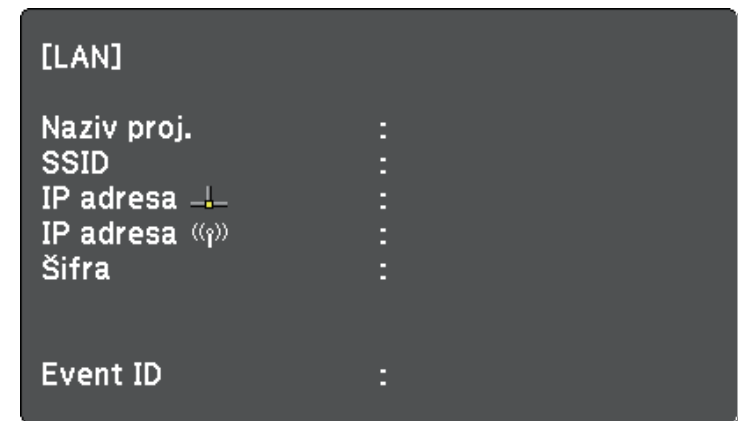 [LAN]
Naziv proj. :
SSID :
IP adresa :
IP adresa :
Šifra :
Event ID :